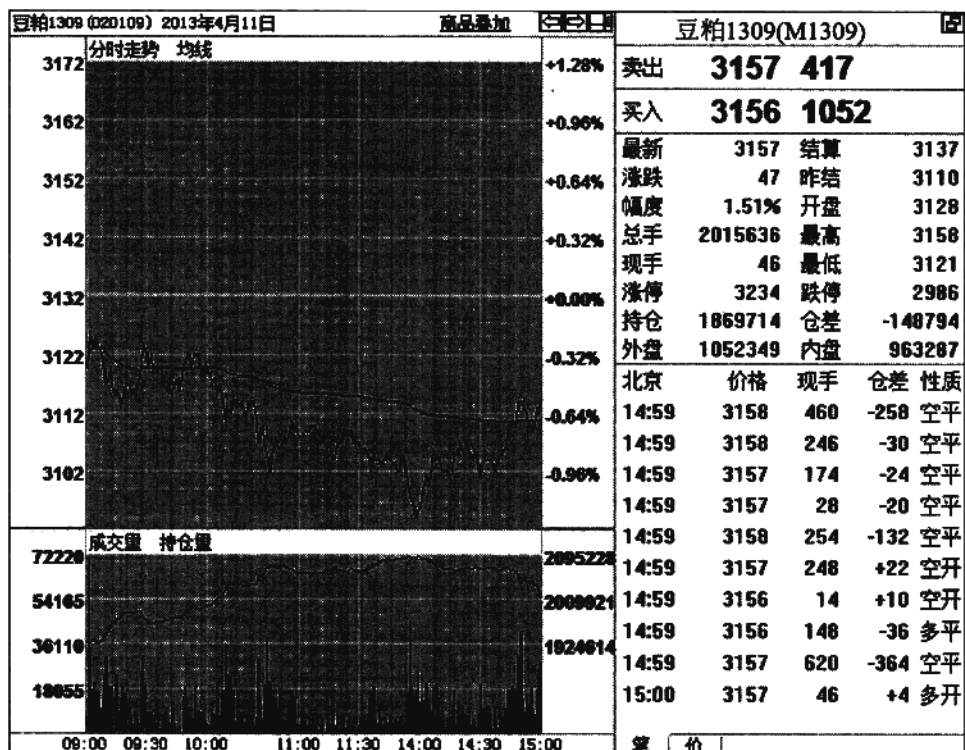 豆粕1309 (020109) 2013年4月11日 商品叠加
分时走势 均线
3172 +1.28%
3162 +0.96%
3152 +0.64%
3142 +0.32%
3132 +0.00%
3122 -0.32%
3112 -0.64%
3102 -0.96%
成交量 持仓量
72220 2095228
54165 2009921
36110 1924614
18055
09:00 09:30 10:00 11:00 11:30 14:00 14:30 15:00
豆粕1309(M1309)
卖出 3157 417
买入 3156 1052
最新 3157 结算 3137
涨跌 47 昨结 3110
幅度 1.51% 开盘 3128
总手 2015636 最高 3158
现手 46 最低 3121
涨停 3234 跌停 2986
持仓 1869714 仓差 -148794
外盘 1052349 内盘 963287
北京 价格 现手 仓差 性质
14:59 3158 460 -258 空平
14:59 3158 246 -30 空平
14:59 3157 174 -24 空平
14:59 3157 28 -20 空平
14:59 3158 254 -132 空平
14:59 3157 248 +22 空开
14:59 3156 14 +10 空开
14:59 3156 148 -36 多平
14:59 3157 620 -364 空平
15:00 3157 46 +4 多开
笔 价